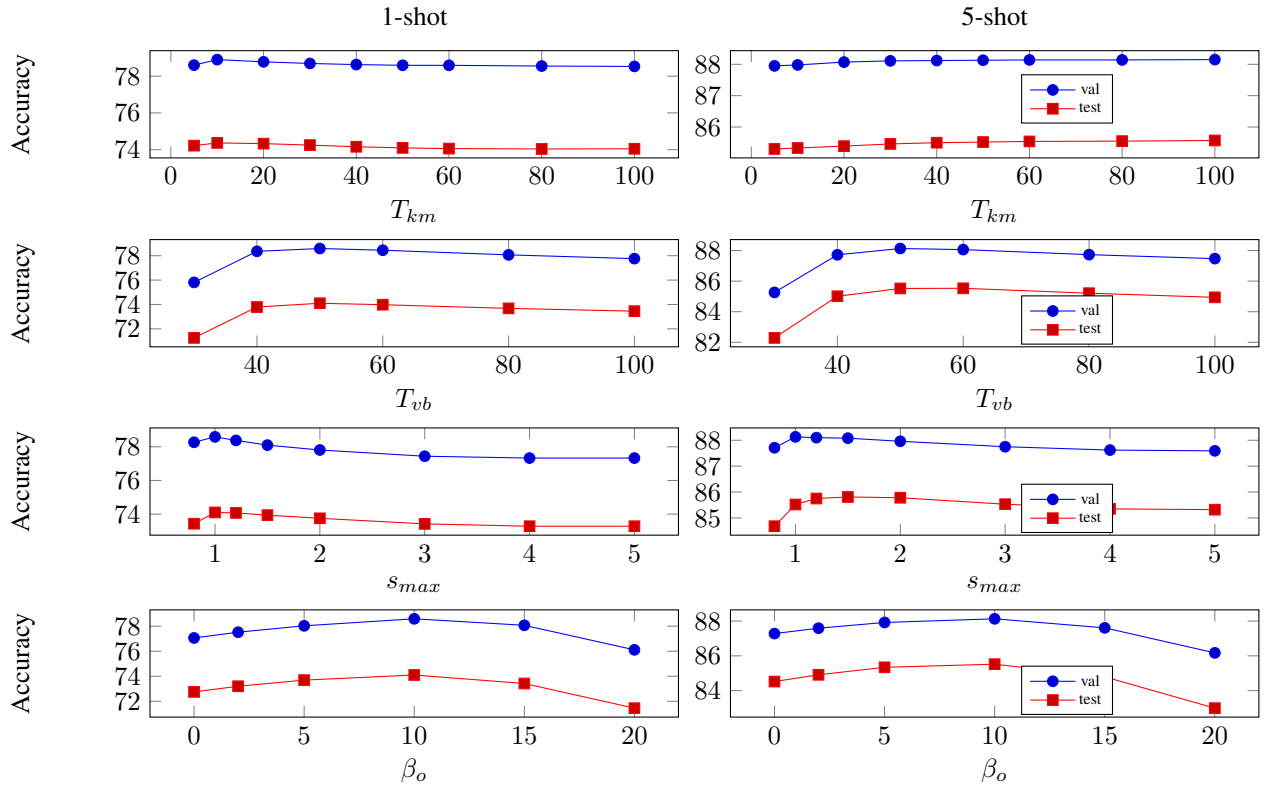 1-shot 5-shot
Accuracy 78 76 74 88 87 86 val test
0 20 40 60 80 100 0 20 40 60 80 100
T_km T_km
Accuracy 78 76 74 72 88 86 84 82 val test
40 60 80 100 40 60 80 100
T_vb T_vb
Accuracy 78 76 74 88 87 86 85 val test
1 2 3 4 5 1 2 3 4 5
s_max s_max
Accuracy 78 76 74 72 88 86 84 val test
0 5 10 15 20 0 5 10 15 20
β_o β_o